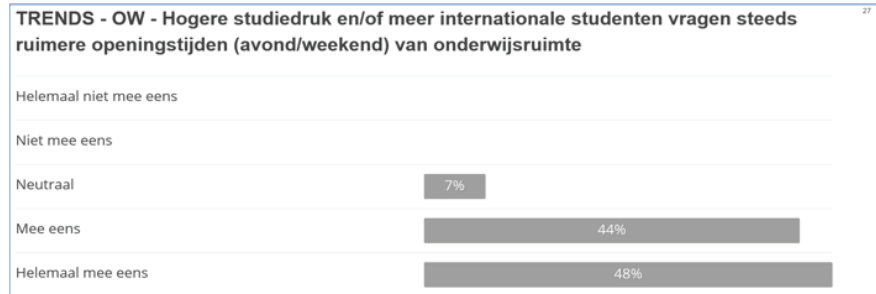 TRENDS - OW - Hogere studiedruk en/of meer internationale studenten vragen steeds
ruimere openingstijden (avond/weekend) van onderwijsruimte
27
Helemaal niet mee eens
Niet mee eens
Neutraal
7%
Mee eens
44%
Helemaal mee eens
48%